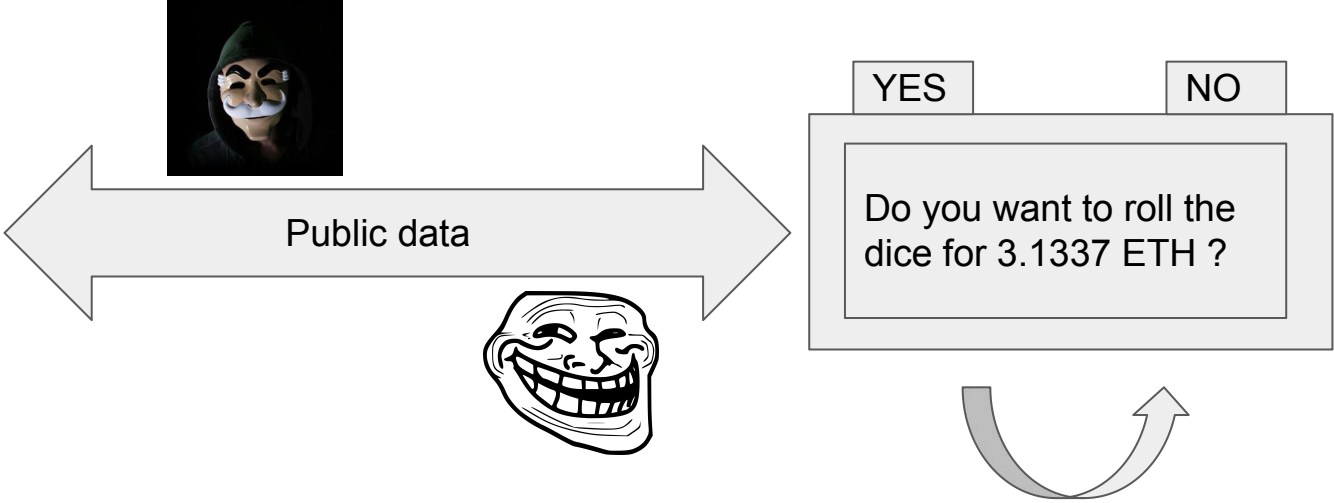 YES
NO
Public data
Do you want to roll the
dice for 3.1337 ETH ?